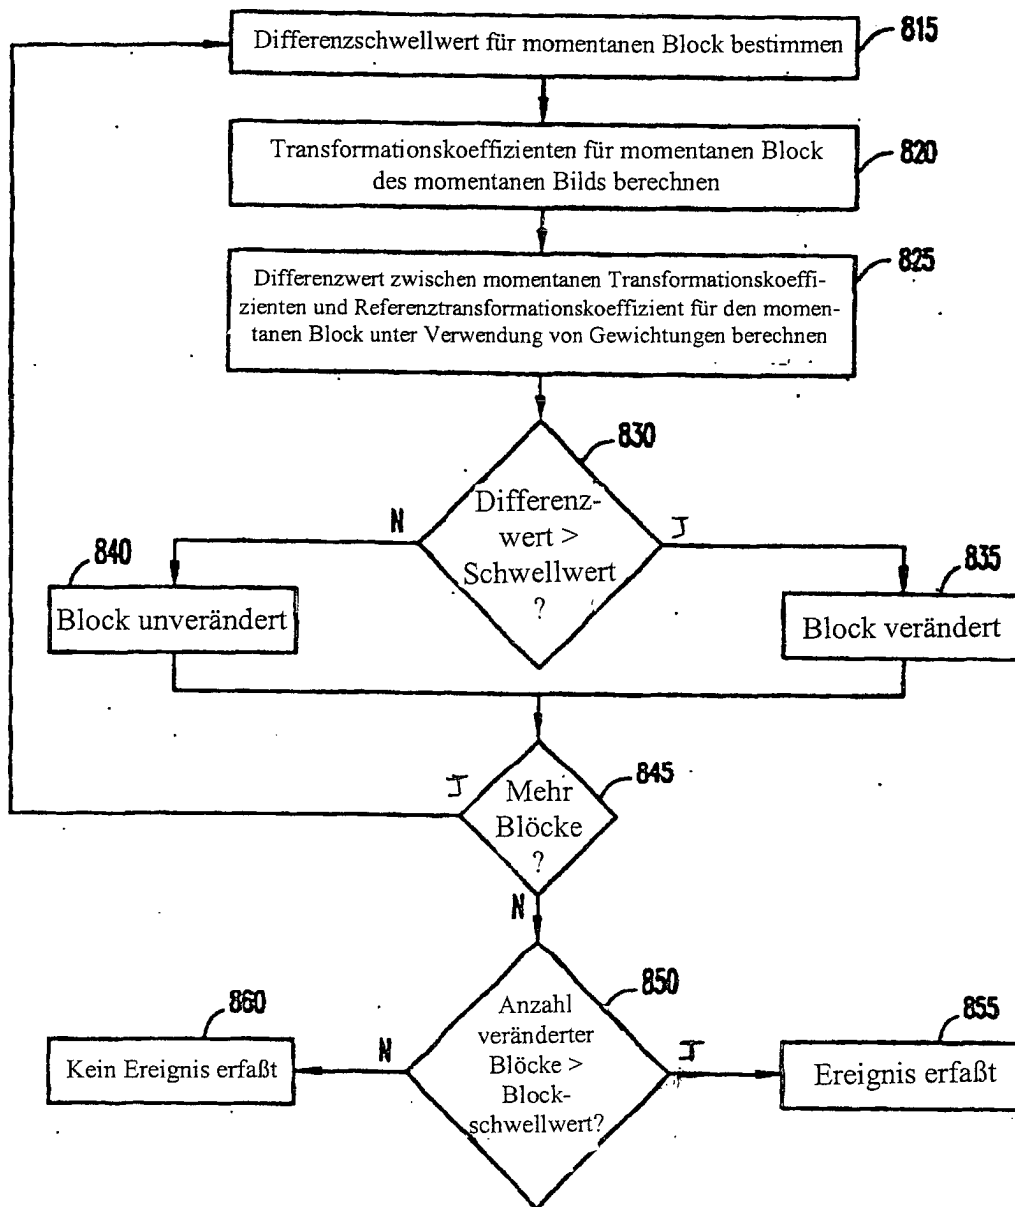 Differenzschwellwert für momentanen Block bestimmen
815
Transformationskoeffizienten für momentanen Block
des momentanen Bilds berechnen
820
Differenzwert zwischen momentanen Transformationskoeffi-
zienten und Referenztransformationskoeffizient für den momen-
tanen Block unter Verwendung von Gewichtungen berechnen
825
830
Differenz-
wert >
Schwellwert
?
N
J
840
Block unverändert
835
Block verändert
845
J
Mehr
Blöcke
?
N
850
Anzahl
veränderter
Blöcke >
Block-
schwellwert?
N
J
860
Kein Ereignis erfaßt
855
Ereignis erfaßt